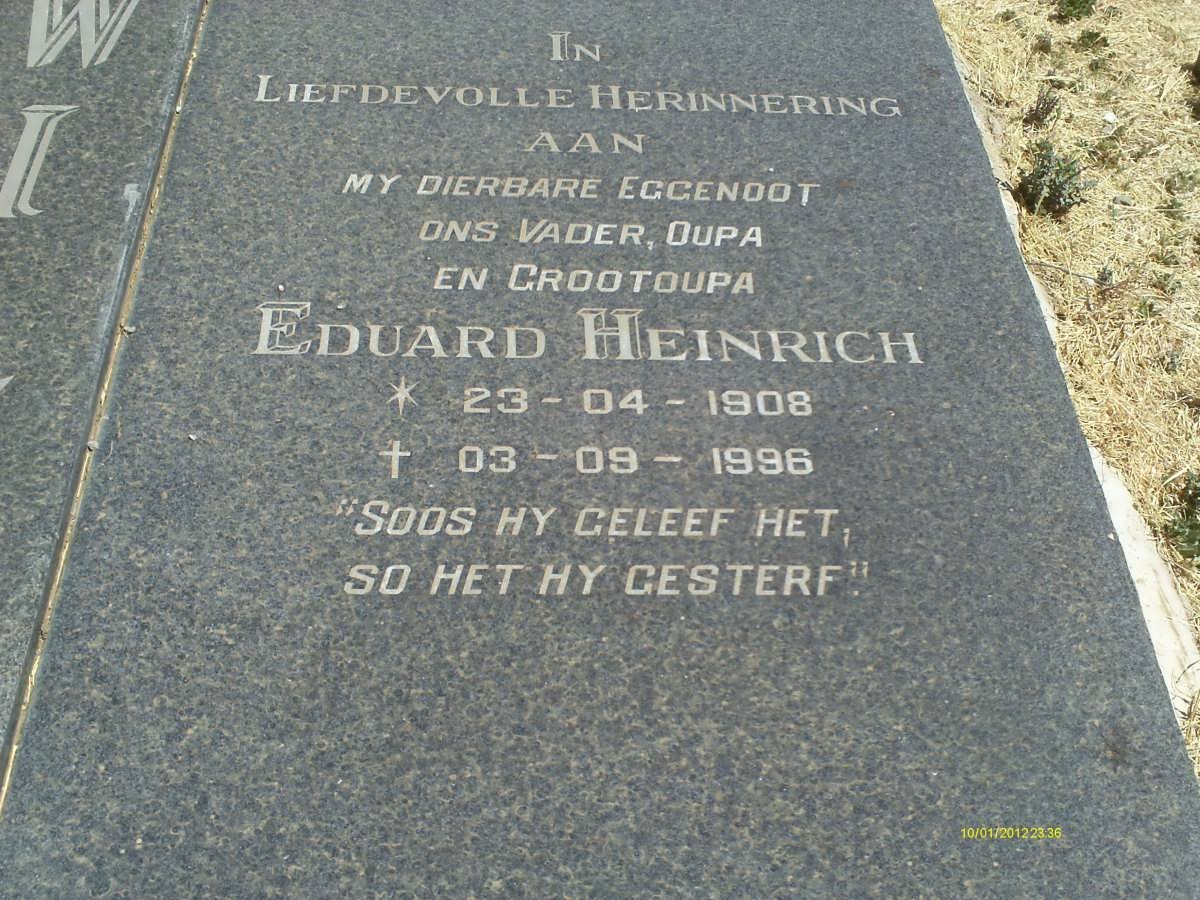 W
I
IN
LIEFDEVOLLE HERINNERING
AAN
MY DIERBARE EGGENOOT
ONS VADER, OUPA
EN GROOTOUPA
EDUARD HEINRICH
* 23-04-1908
† 03-09-1996
"SOOS HY GELEEF HET,
SO HET HY GESTERF".
10/01/2012 23:36